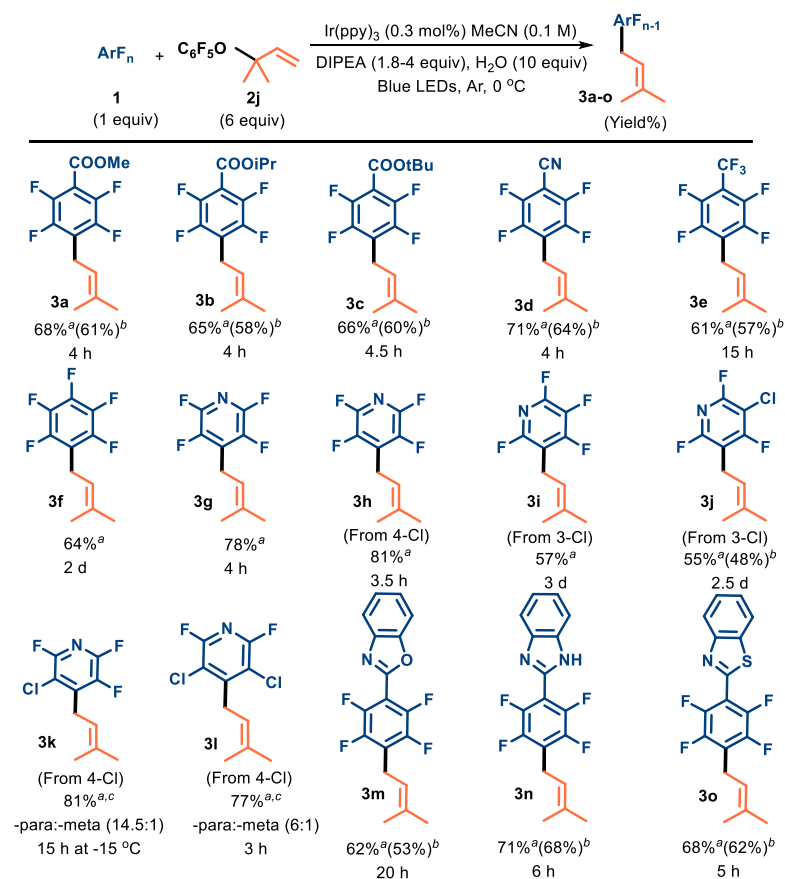 ArFn + C6F5O Ir(ppy)3 (0.3 mol%) MeCN (0.1 M) ArFn-1
DIPEA (1.8-4 equiv), H2O (10 equiv)
Blue LEDs, Ar, 0 °C
1 2j 3a-o
(1 equiv) (6 equiv) (Yield%)
COOMe COOiPr COOtBu CN CF3
F F F F F F F F F F
F F F F F F F F F F
3a 3b 3c 3d 3e
68%a(61%)b 65%a(58%)b 66%a(60%)b 71%a(64%)b 61%a(57%)b
4 h 4 h 4.5 h 4 h 15 h
F F F
F F F N F F N F N F N Cl
F F F F F F F F F F
3f 3g 3h 3i 3j
(From 4-Cl) (From 3-Cl) (From 3-Cl)
64%a 78%a 81%a 57%a 55%a(48%)b
2 d 4 h 3.5 h 3 d 2.5 d
F N F F N F N O N NH N S
Cl F Cl Cl F F F F F F
F F F F F F
3k 3l 3m 3n 3o
(From 4-Cl) (From 4-Cl)
81%a,c 77%a,c
-para:-meta (14.5:1) -para:-meta (6:1)
15 h at -15 °C 3 h
62%a(53%)b 71%a(68%)b 68%a(62%)b
20 h 6 h 5 h